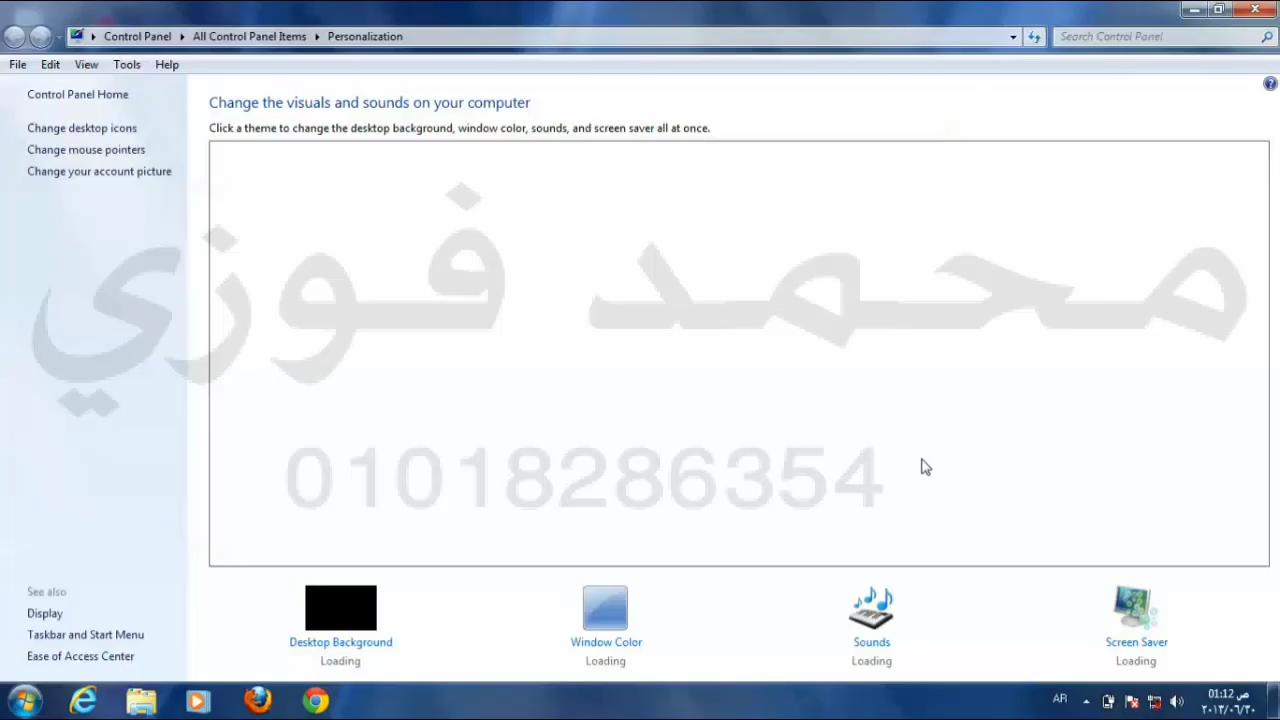 Control Panel
All Control Panel Items
Personalization
Search Control Panel
File Edit View Tools Help
Control Panel Home
Change desktop icons
Change mouse pointers
Change your account picture
Change the visuals and sounds on your computer
Click a theme to change the desktop background, window color, sounds, and screen saver all at once.
محمد فوزي
01018286354
See also
Display
Taskbar and Start Menu
Ease of Access Center
Desktop Background
Loading
Window Color
Loading
Sounds
Loading
Screen Saver
Loading
AR
01:12 ص
٢٠١٣/٠٦/٣٠